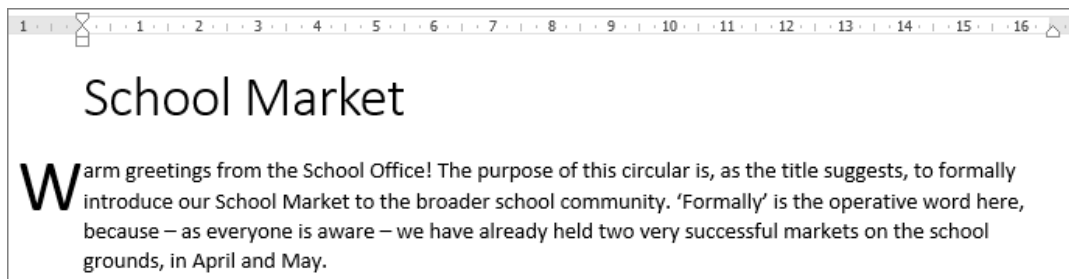 1 1 2 3 4 5 6 7 8 9 10 11 12 13 14 15 16
School Market
Warm greetings from the School Office! The purpose of this circular is, as the title suggests, to formally
introduce our School Market to the broader school community. ‘Formally’ is the operative word here,
because – as everyone is aware – we have already held two very successful markets on the school
grounds, in April and May.